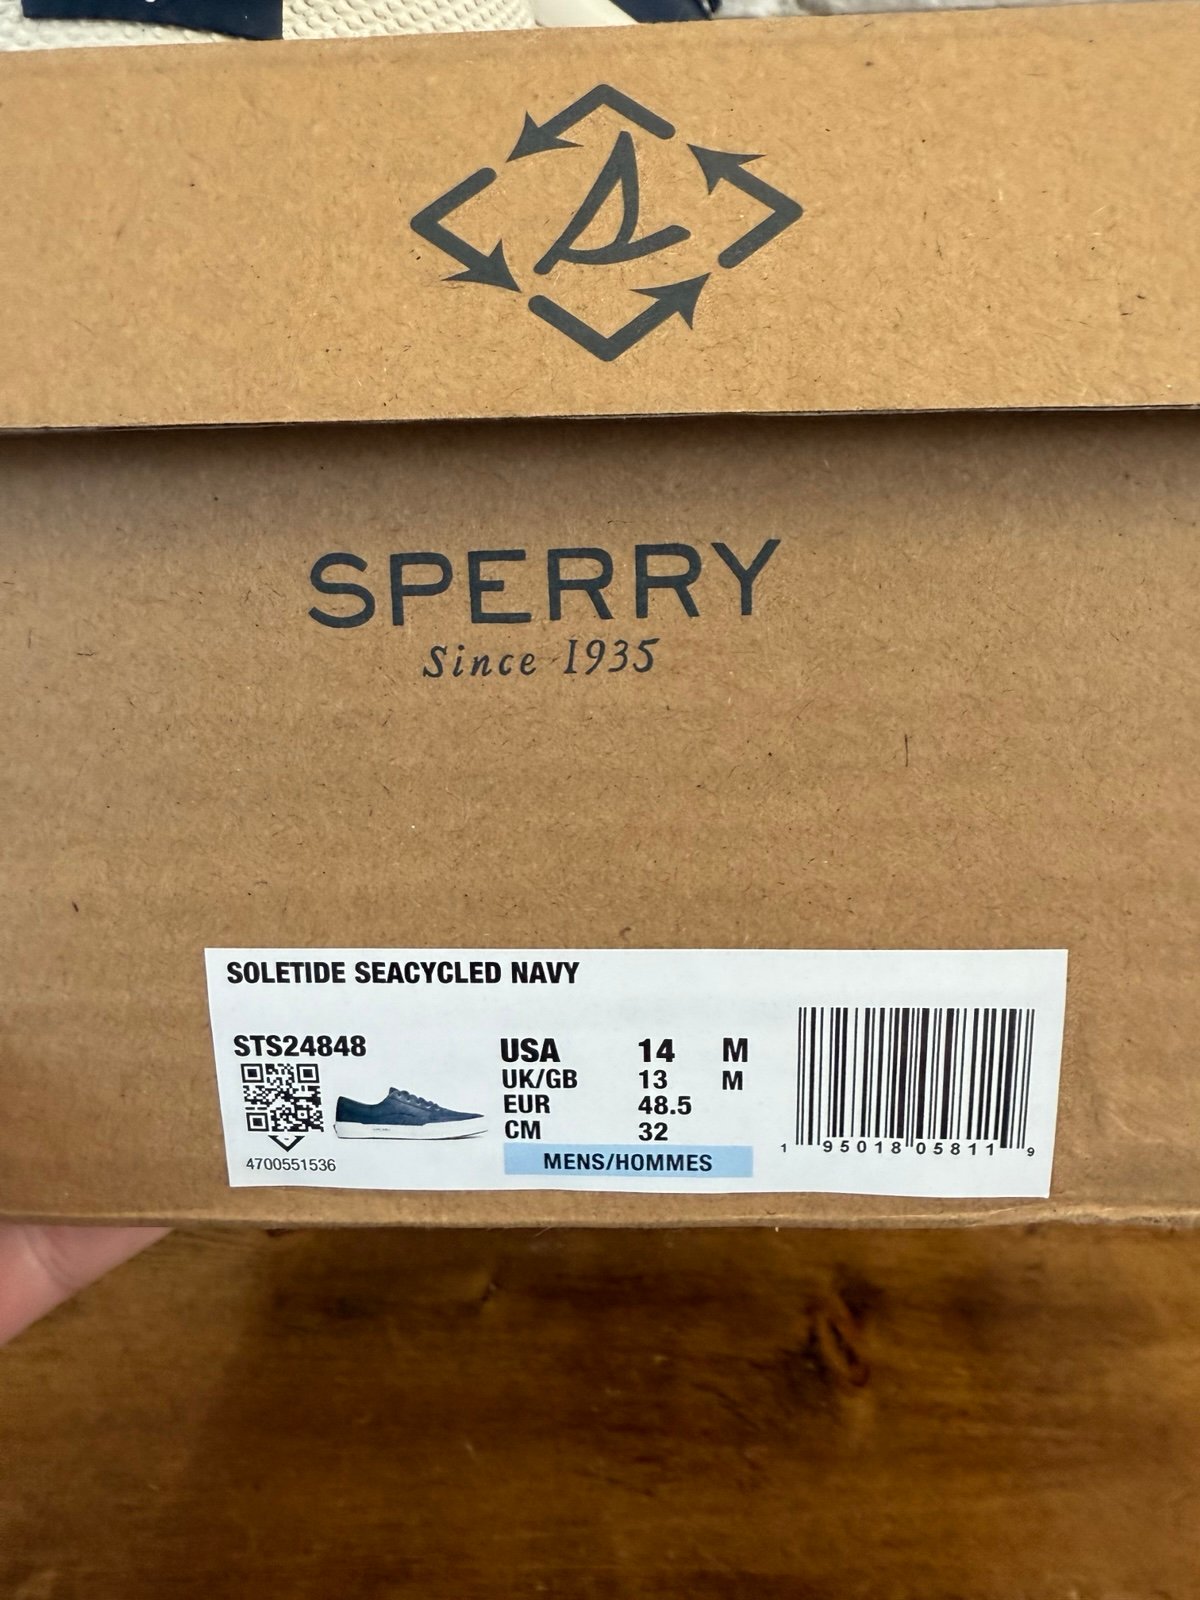 SPERRY
Since 1935
SOLETIDE SEACYCLED NAVY
STS24848
4700551536
USA 14 M
UK/GB 13 M
EUR 48.5
CM 32
MENS/HOMMES
1 95018 05811 9